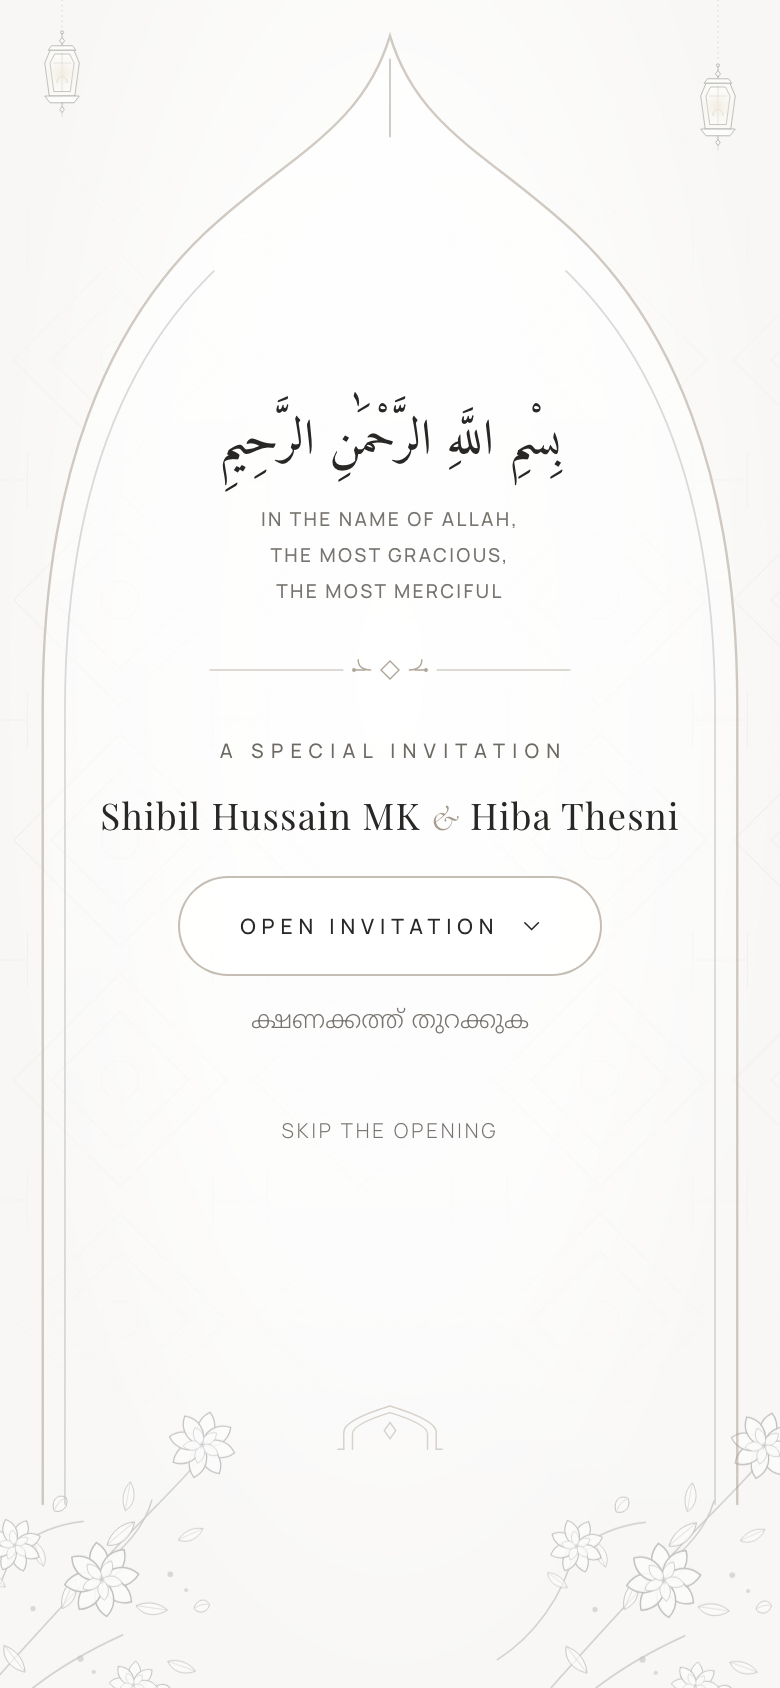 بِسْمِ اللَّهِ الرَّحْمَٰنِ الرَّحِيمِ
IN THE NAME OF ALLAH,
THE MOST GRACIOUS,
THE MOST MERCIFUL
A SPECIAL INVITATION
Shibil Hussain MK & Hiba Thesni
OPEN INVITATION
ക്ഷണക്കത്ത് തുറക്കുക
SKIP THE OPENING